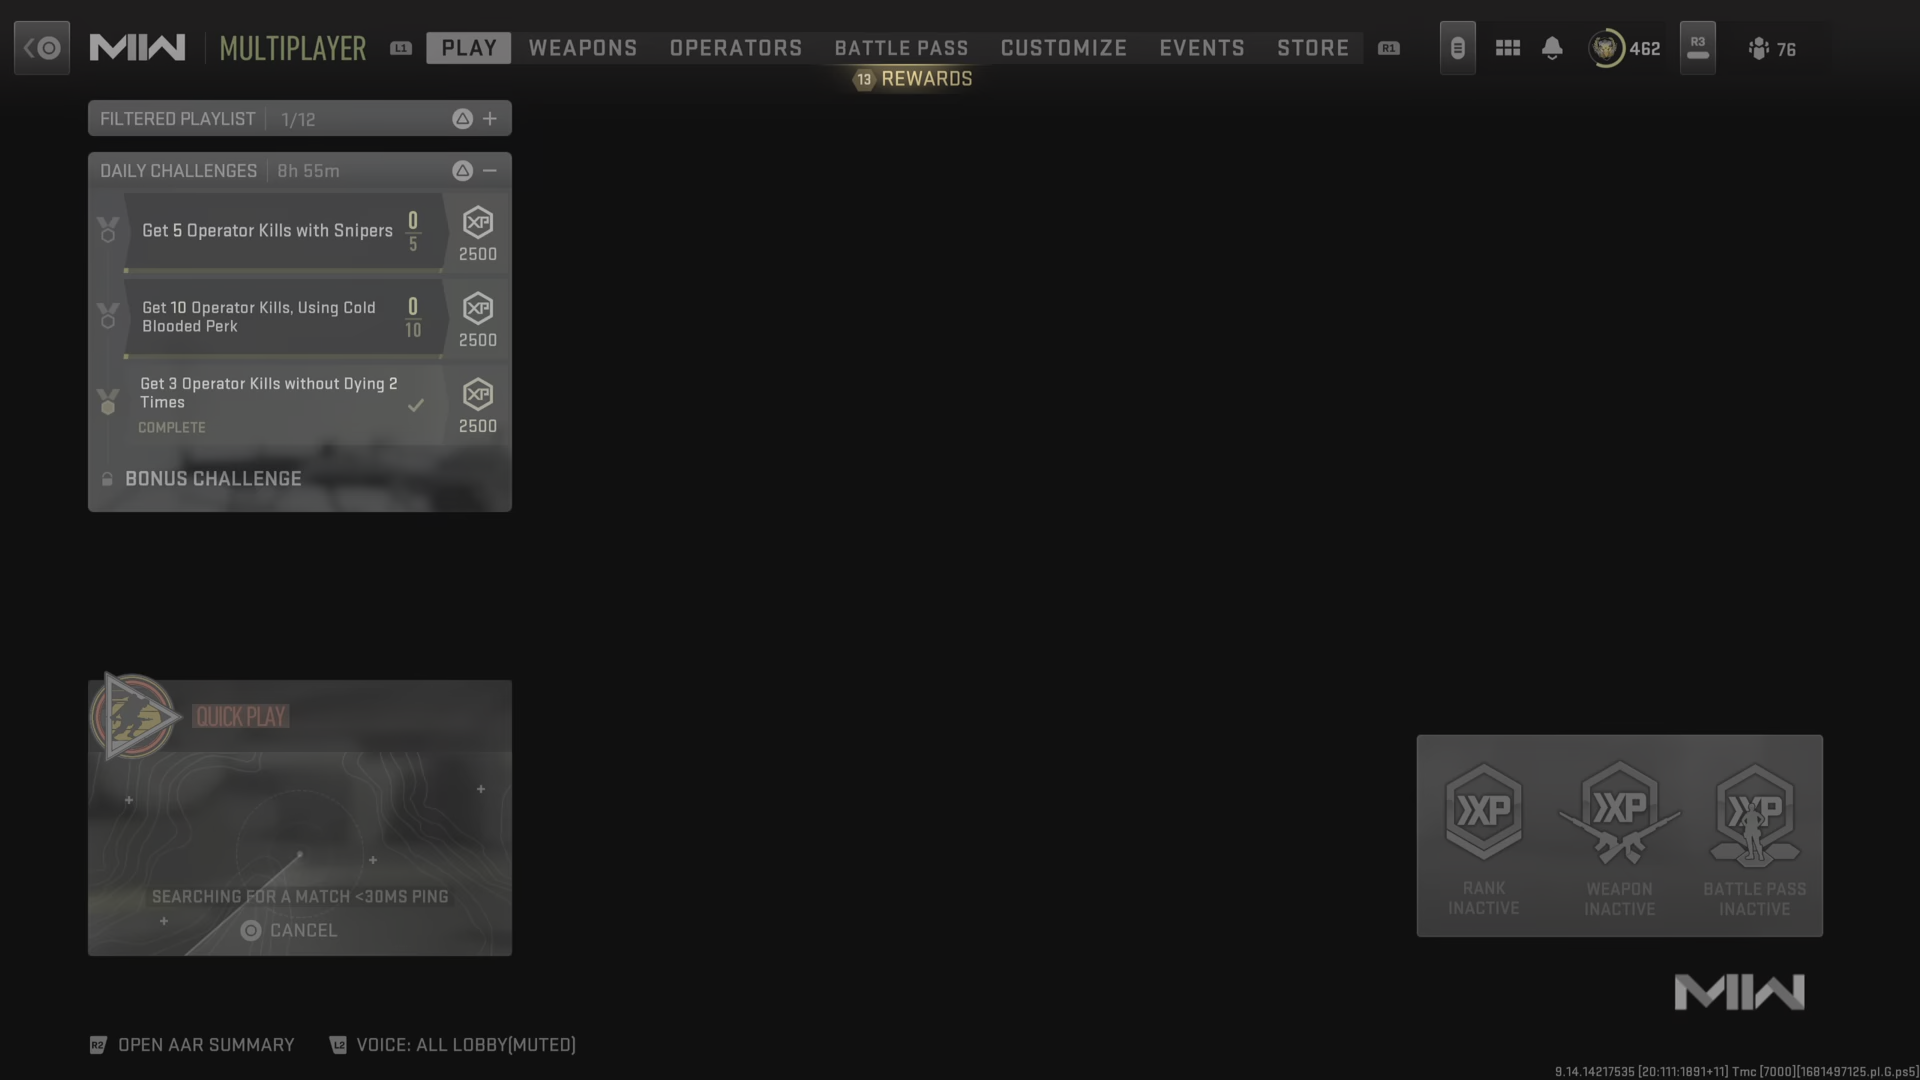 MW MULTIPLAYER L1 PLAY WEAPONS OPERATORS BATTLE PASS CUSTOMIZE EVENTS STORE R1 462 R3 76
13 REWARDS
FILTERED PLAYLIST 1/12
DAILY CHALLENGES 8h 55m
Get 5 Operator Kills with Snipers 0/5 XP 2500
Get 10 Operator Kills, Using Cold
Blooded Perk 0/10 XP 2500
Get 3 Operator Kills without Dying 2
Times
COMPLETE
XP 2500
BONUS CHALLENGE
QUICK PLAY
SEARCHING FOR A MATCH <30MS PING
CANCEL
XP XP XP
RANK INACTIVE
WEAPON INACTIVE
BATTLE PASS INACTIVE
MW
R2 OPEN AAR SUMMARY L2 VOICE: ALL LOBBY(MUTED)
9.14.14217535 [20:111:1891+11] Tmc [7000][1681497125.pl.G.ps5]